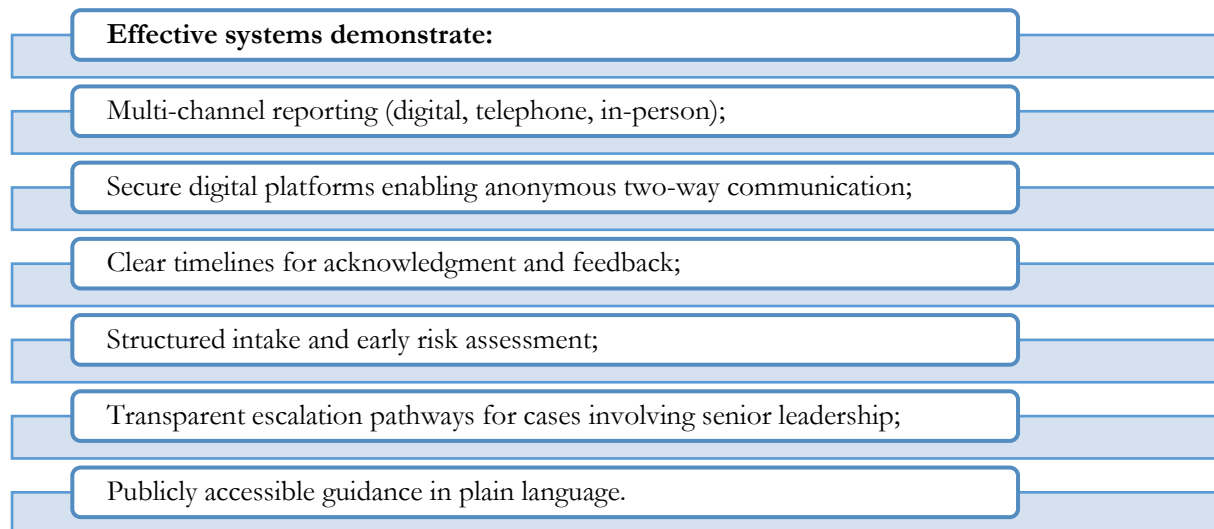 Effective systems demonstrate:
Multi-channel reporting (digital, telephone, in-person);
Secure digital platforms enabling anonymous two-way communication;
Clear timelines for acknowledgment and feedback;
Structured intake and early risk assessment;
Transparent escalation pathways for cases involving senior leadership;
Publicly accessible guidance in plain language.